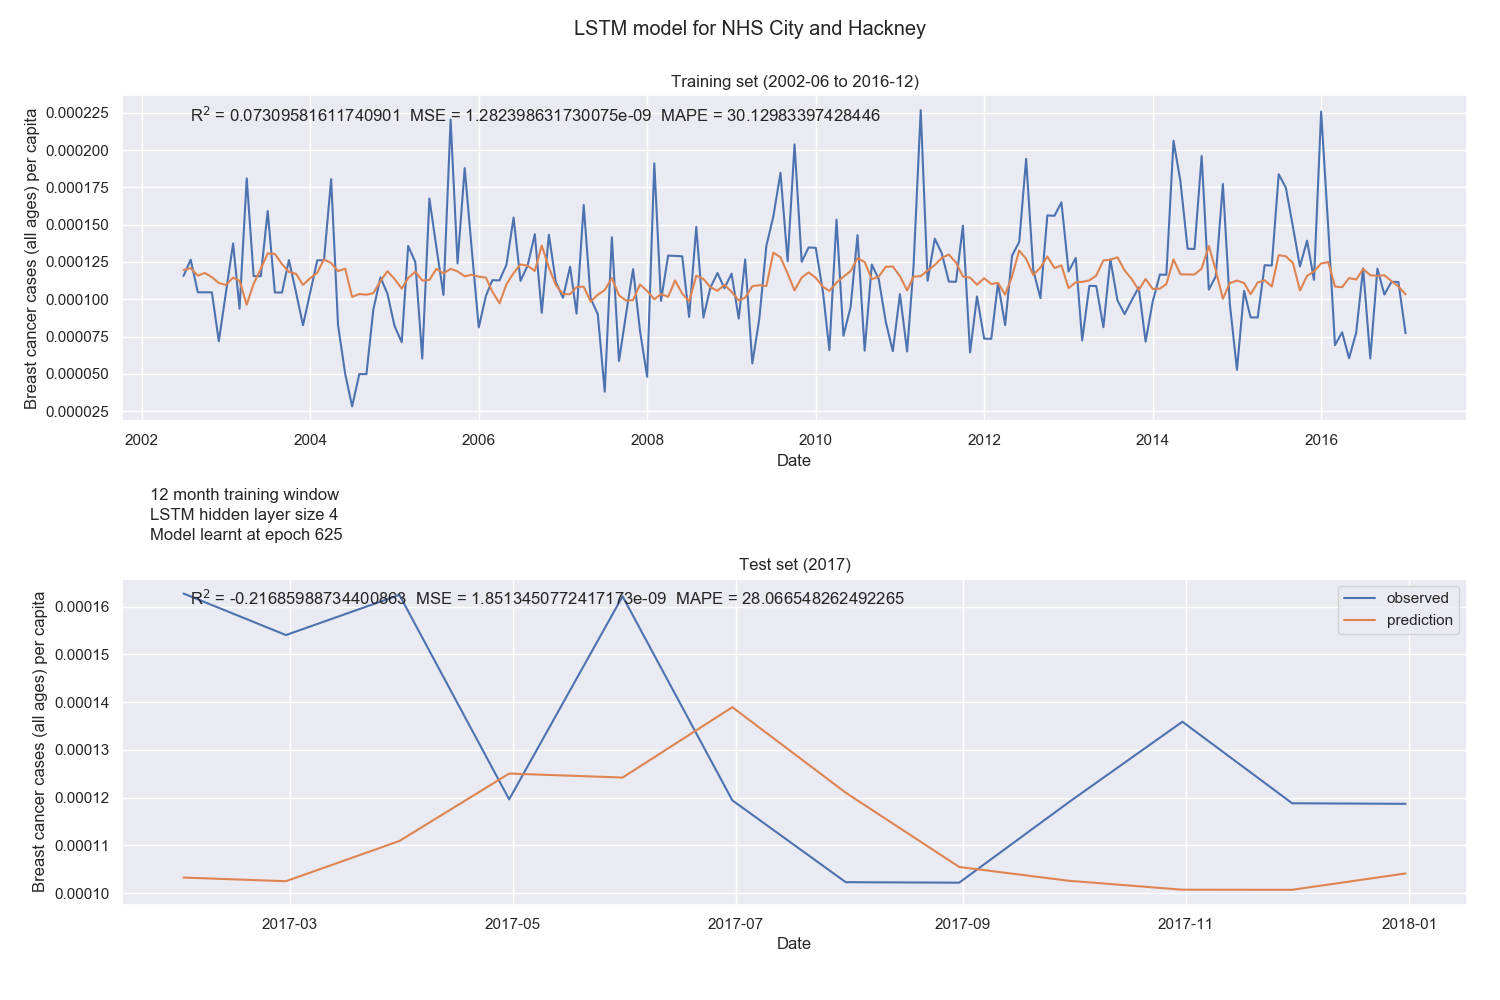 LSTM model for NHS City and Hackney
Training set (2002-06 to 2016-12)
R² = 0.07309581611740901 MSE = 1.282398631730075e-09 MAPE = 30.12983397428446
Breast cancer cases (all ages) per capita
0.000225
0.000200
0.000175
0.000150
0.000125
0.000100
0.000075
0.000050
0.000025
2002 2004 2006 2008 2010 2012 2014 2016
Date
12 month training window
LSTM hidden layer size 4
Model learnt at epoch 625
Test set (2017)
R² = -0.21685988734400863 MSE = 1.8513450772417173e-09 MAPE = 28.066548262492265
observed
prediction
Breast cancer cases (all ages) per capita
0.00016
0.00015
0.00014
0.00013
0.00012
0.00011
0.00010
2017-03 2017-05 2017-07 2017-09 2017-11 2018-01
Date